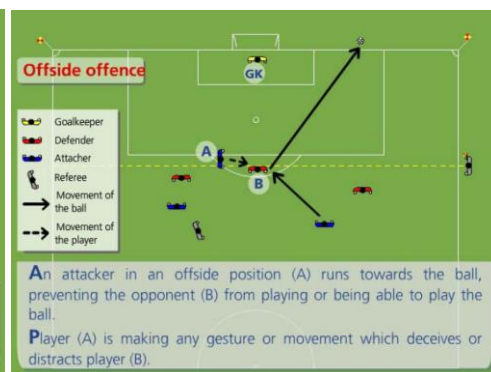 Offside offence
GK
Goalkeeper
Defender
Attacher
Referee
Movement of
the ball
Movement of
the player
A
B
An attacker in an offside position (A) runs towards the ball,
preventing the opponent (B) from playing or being able to play the
ball.
Player (A) is making any gesture or movement which deceives or
distracts player (B).